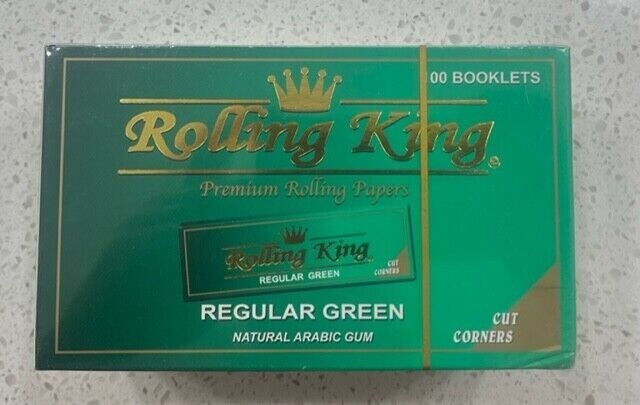 00 BOOKLETS
Rolling King®
Premium Rolling Papers
Rolling King
REGULAR GREEN
CUT
CORNERS
REGULAR GREEN
NATURAL ARABIC GUM
CUT
CORNERS